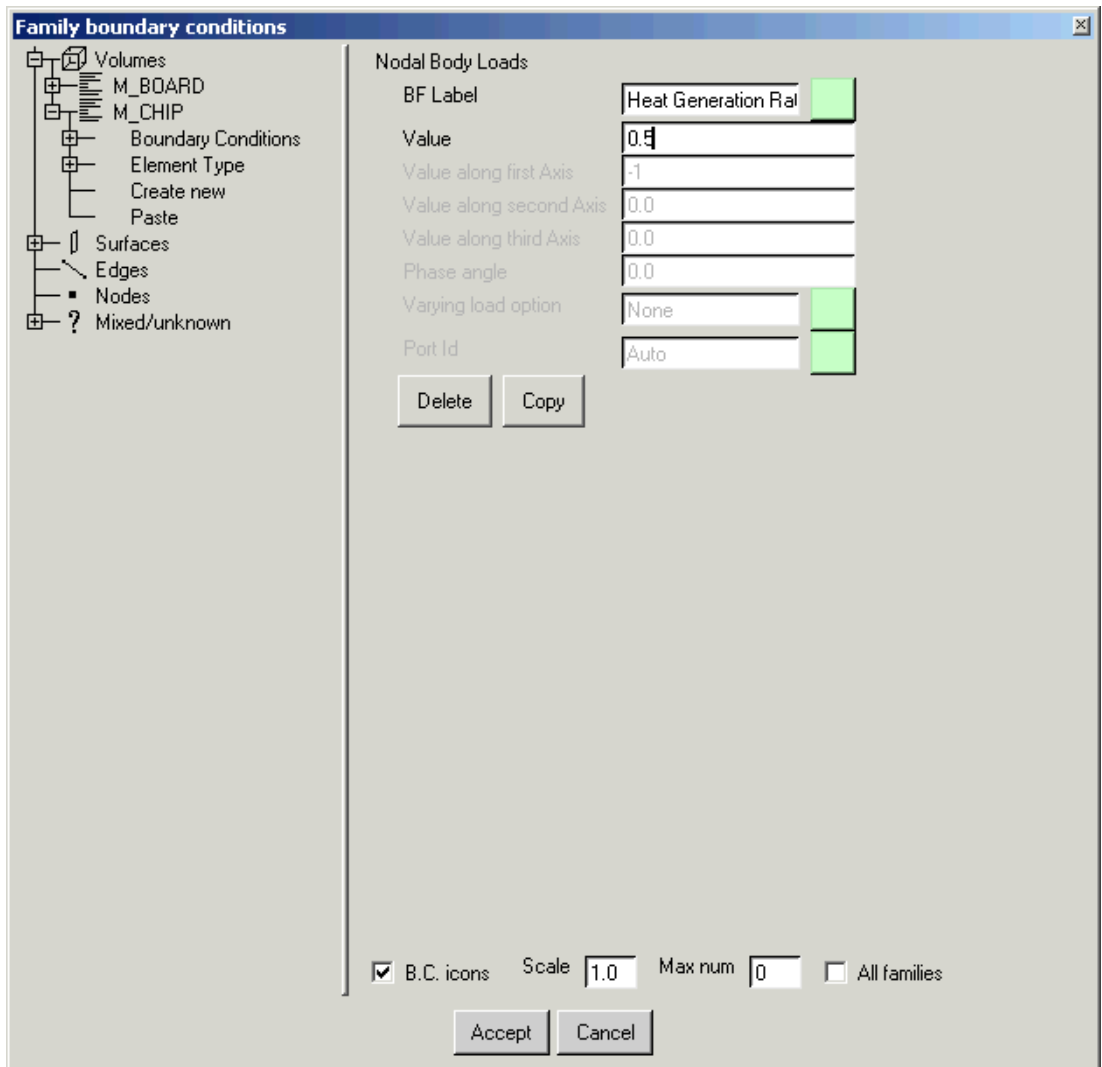 Family boundary conditions
Volumes
M_BOARD
M_CHIP
Boundary Conditions
Element Type
Create new
Paste
Surfaces
Edges
Nodes
? Mixed/unknown
Nodal Body Loads
BF Label Heat Generation Rat
Value 0.5
Value along first Axis -1
Value along second Axis 0.0
Value along third Axis 0.0
Phase angle 0.0
Varying load option None
Port Id Auto
Delete Copy
B.C. icons Scale 1.0 Max num 0 All families
Accept Cancel